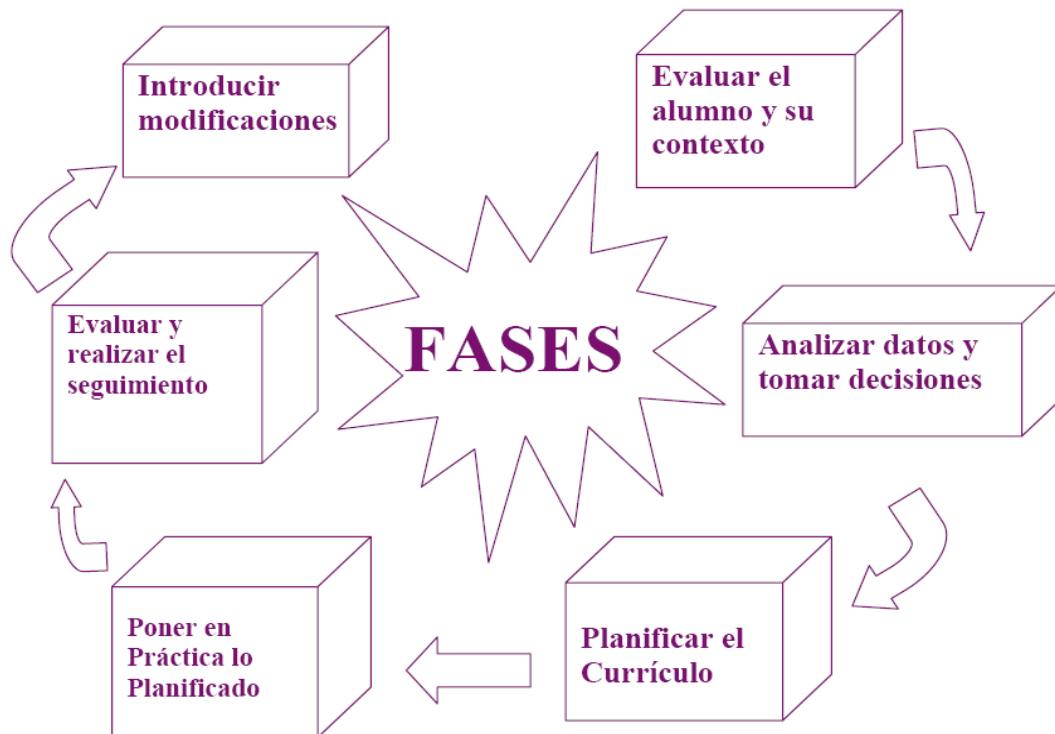 Introducir
modificaciones
Evaluar el
alumno y su
contexto
FASES
Evaluar y
realizar el
seguimiento
Analizar datos y
tomar decisiones
Poner en
Práctica lo
Planificado
Planificar el
Currículo